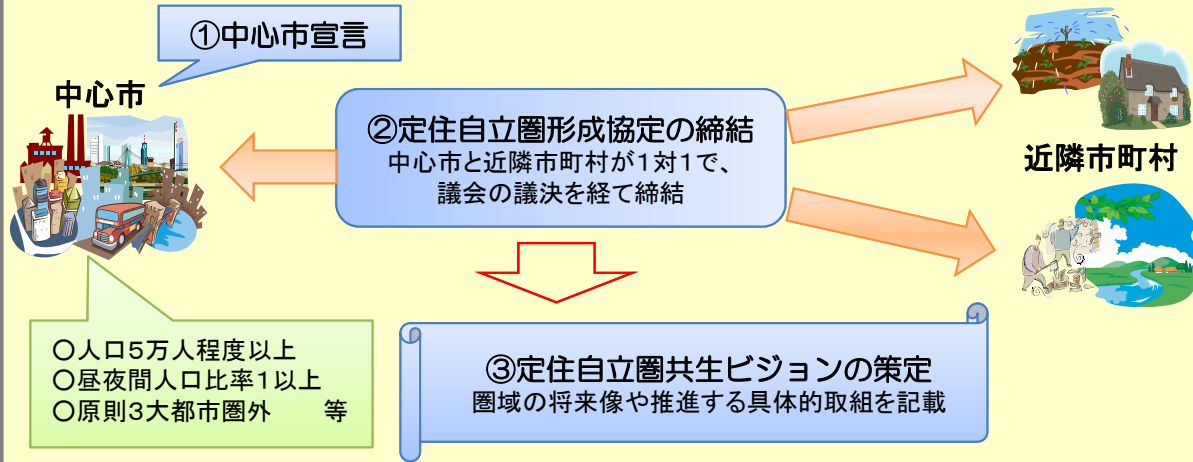 ①中心市宣言
中心市
②定住自立圏形成協定の締結
中心市と近隣市町村が1対1で、
議会の議決を経て締結
近隣市町村
○人口5万人程度以上
○昼夜間人口比率1以上
○原則3大都市圏外　　等
③定住自立圏共生ビジョンの策定
圏域の将来像や推進する具体的取組を記載